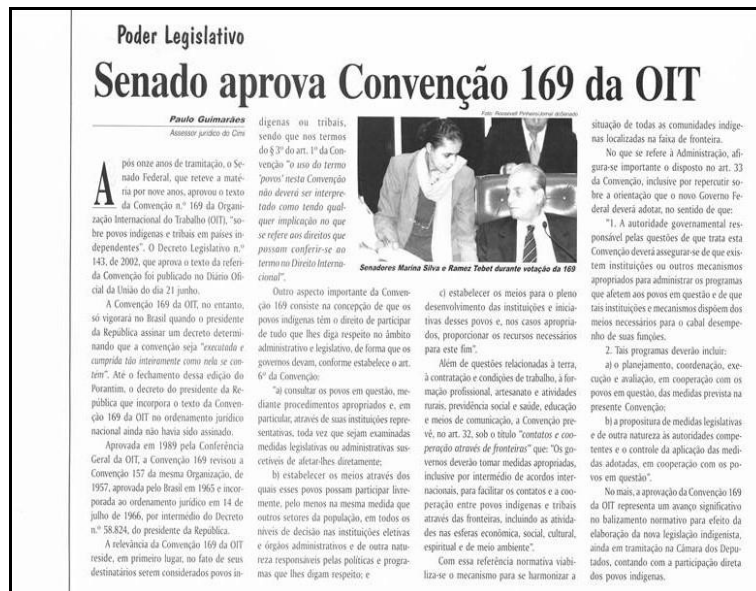 Poder Legislativo
Senado aprova Convenção 169 da OIT
Paulo Guimarães
Assessor jurídico do Cimi
Após onze anos de tramitação, o Se-
nado Federal, que reteve a maté-
ria por nove anos, aprovou o texto
da Convenção n.º 169 da Organi-
zação Internacional do Trabalho (OIT), "so-
bre povos indígenas e tribais em países in-
dependentes". O Decreto Legislativo n.º
143, de 2002, que aprova o texto da referi-
da Convenção foi publicado no Diário Ofi-
cial da União do dia 21 junho.
A Convenção 169 da OIT, no entanto,
só vigorará no Brasil quando o presidente
da República assinar um decreto determi-
nando que a convenção seja "executada e
cumprida tão inteiramente como nela se con-
tém". Até o fechamento dessa edição do
Porantim, o decreto do presidente da Re-
pública que incorpora o texto da Conven-
ção 169 da OIT no ordenamento jurídico
nacional ainda não havia sido assinado.
Aprovada em 1989 pela Conferência
Geral da OIT, a Convenção 169 revisou a
Convenção 157 da mesma Organização, de
1957, aprovada pelo Brasil em 1965 e incor-
porada ao ordenamento jurídico em 14 de
julho de 1966, por intermédio do Decreto
n.º 58.824, do presidente da República.
A relevância da Convenção 169 da OIT
reside, em primeiro lugar, no fato de seus
destinatários serem considerados povos in-
dígenas ou tribais,
sendo que nos termos
do § 3º do art. 1º da Con-
venção "o uso do termo
'povos' nesta Convenção
não deverá ser interpre-
tado como tendo qual-
quer implicação no que
se refere aos direitos que
possam conferir-se ao
termo no Direito Interna-
cional".
Outro aspecto importante da Conven-
ção 169 consiste na concepção de que os
povos indígenas têm o direito de participar
de tudo que lhes diga respeito no âmbito
administrativo e legislativo, de forma que os
governos devam, conforme estabelece o art.
6º da Convenção:
"a) consultar os povos em questão, me-
diante procedimentos apropriados e, em
particular, através de suas instituições repre-
sentativas, toda vez que sejam examinadas
medidas legislativas ou administrativas sus-
cetíveis de afetar-lhes diretamente;
b) estabelecer os meios através dos
quais esses povos possam participar livre-
mente, pelo menos na mesma medida que
outros setores da população, em todos os
níveis de decisão nas instituições eletivas
e órgãos administrativos e de outra natu-
reza responsáveis pelas políticas e progra-
mas que lhes digam respeito; e
Foto: Roosevelt Pinheiro/Jornal do Senado
Senadores Marina Silva e Ramez Tebet durante votação da 169
c) estabelecer os meios para o pleno
desenvolvimento das instituições e inicia-
tivas desses povos e, nos casos apropria-
dos, proporcionar os recursos necessários
para este fim".
Além de questões relacionadas à terra,
à contratação e condições de trabalho, à for-
mação profissional, artesanato e atividades
rurais, previdência social e saúde, educação
e meios de comunicação, a Convenção pre-
vê, no art. 32, sob o título "contatos e coo-
peração através de fronteiras" que: "Os go-
vernos deverão tomar medidas apropriadas,
inclusive por intermédio de acordos inter-
nacionais, para facilitar os contatos e a coo-
peração entre povos indígenas e tribais
através das fronteiras, incluindo as ativida-
des nas esferas econômica, social, cultural,
espiritual e de meio ambiente".
Com essa referência normativa viabi-
liza-se o mecanismo para se harmonizar a
situação de todas as comunidades indíge-
nas localizadas na faixa de fronteira.
No que se refere à Administração, afi-
gura-se importante o disposto no art. 33
da Convenção, inclusive por repercutir so-
bre a orientação que o novo Governo Fe-
deral deverá adotar, no sentido de que:
"1. A autoridade governamental res-
ponsável pelas questões de que trata esta
Convenção deverá assegurar-se de que exis-
tem instituições ou outros mecanismos
apropriados para administrar os programas
que afetem aos povos em questão e de que
tais instituições e mecanismos dispõem dos
meios necessários para o cabal desempe-
nho de suas funções.
2. Tais programas deverão incluir:
a) o planejamento, coordenação, exe-
cução e avaliação, em cooperação com os
povos em questão, das medidas prevista na
presente Convenção;
b) a propositura de medidas legislativas
e de outra natureza às autoridades compe-
tentes e o controle da aplicação das medi-
das adotadas, em cooperação com os po-
vos em questão".
No mais, a aprovação da Convenção 169
da OIT representa um avanço significativo
no balizamento normativo para efeito da
elaboração da nova legislação indigenista,
ainda em tramitação na Câmara dos Depu-
tados, contando com a participação direta
dos povos indígenas.